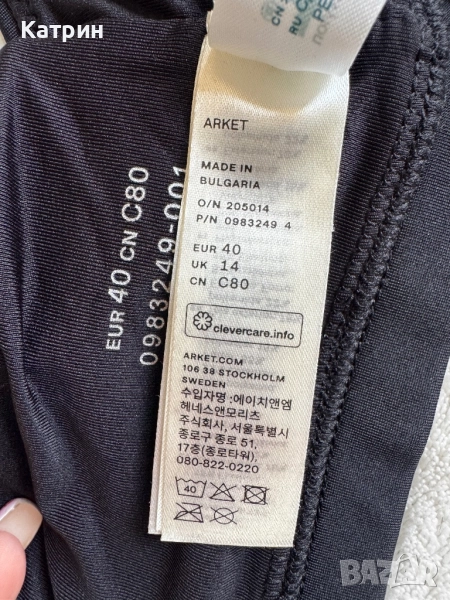 Катрин
ARKET
MADE IN
BULGARIA
O/N 205014
P/N 0983249 4
EUR 40
UK 14
CN C80
clevercare.info
ARKET.COM
106 38 STOCKHOLM
SWEDEN
수입자명 :에이치앤엠
헤네스앤모리츠
주식회사, 서울특별시
종로구 종로 51,
17층(종로타워)
080-822-0220
40
EUR 40 CN C80
0983249-001
BAZAR